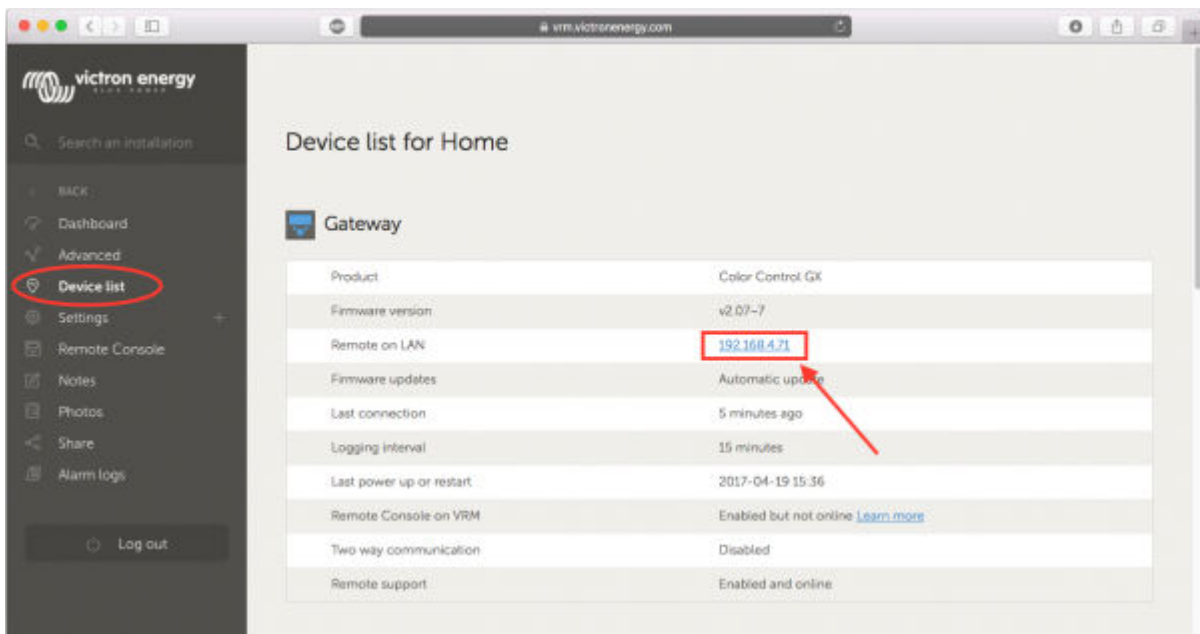 vrm.victronenergy.com
victron energy
BLUE POWER
Search an installation
BACK
Dashboard
Advanced
Device list
Settings
Remote Console
Notes
Photos
Share
Alarm logs
Log out
Device list for Home
Gateway
Product Color Control GX
Firmware version v2.07~7
Remote on LAN 192.168.4.71
Firmware updates Automatic update
Last connection 5 minutes ago
Logging interval 15 minutes
Last power up or restart 2017-04-19 15:36
Remote Console on VRM Enabled but not online Learn more
Two way communication Disabled
Remote support Enabled and online